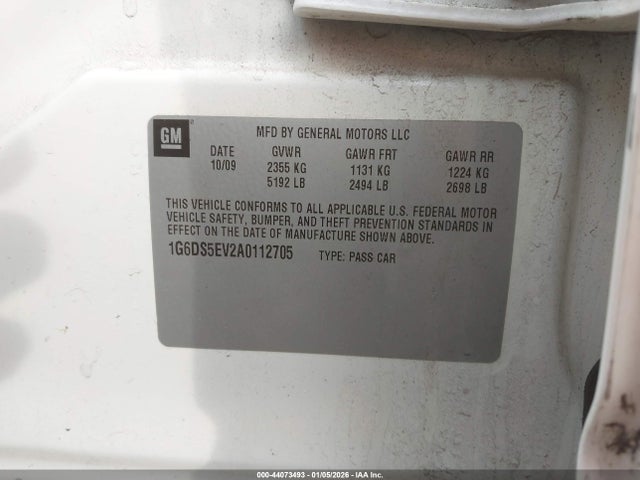 GM
MFD BY GENERAL MOTORS LLC
DATE GVWR GAWR FRT GAWR RR
10/09 2355 KG 1131 KG 1224 KG
5192 LB 2494 LB 2698 LB
THIS VEHICLE CONFORMS TO ALL APPLICABLE U.S. FEDERAL MOTOR
VEHICLE SAFETY, BUMPER, AND THEFT PREVENTION STANDARDS IN
EFFECT ON THE DATE OF MANUFACTURE SHOWN ABOVE.
1G6DS5EV2A0112705 TYPE: PASS CAR
000-44073493 - 01/05/2026 - IAA Inc.